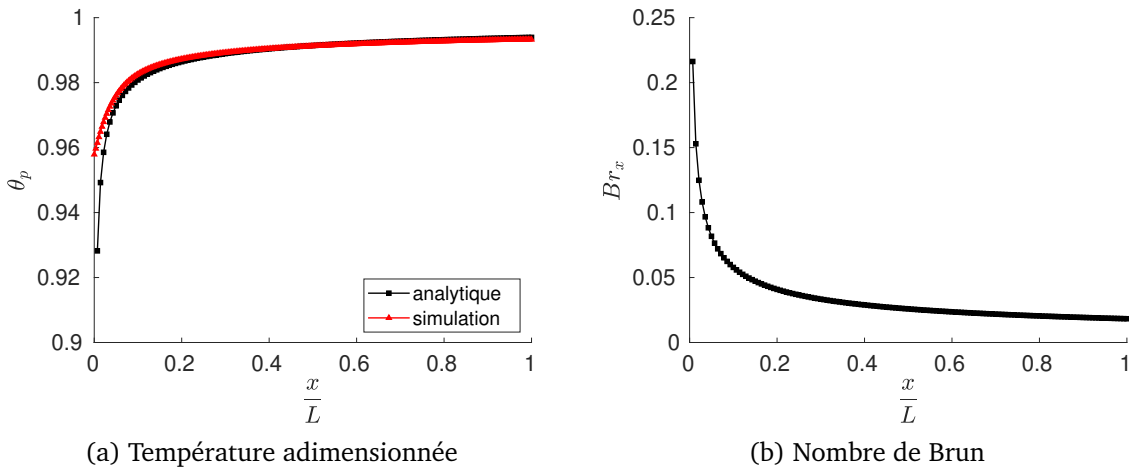 1
0.98
0.96
0.94
0.92
0.9
θ_p
0 0.2 0.4 0.6 0.8 1
x/L
analytique
simulation
(a) Température adimensionnée
0.25
0.2
0.15
0.1
0.05
0
Br_x
0 0.2 0.4 0.6 0.8 1
x/L
(b) Nombre de Brun